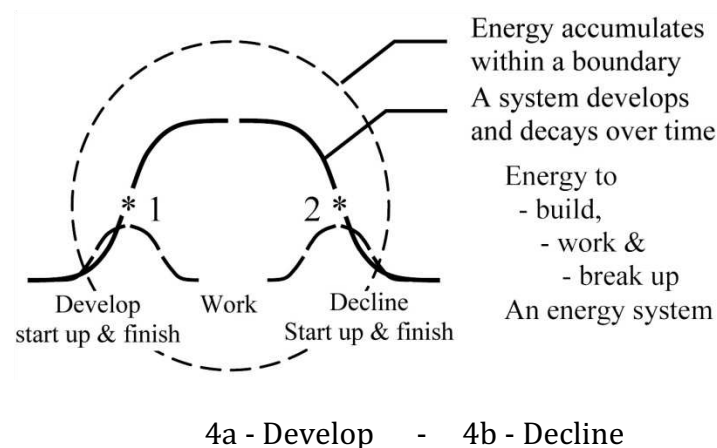 Energy accumulates
within a boundary
A system develops
and decays over time
Energy to
- build,
- work &
- break up
An energy system
* 1
2 *
Develop
start up & finish
Work
Decline
Start up & finish
4a - Develop - 4b - Decline